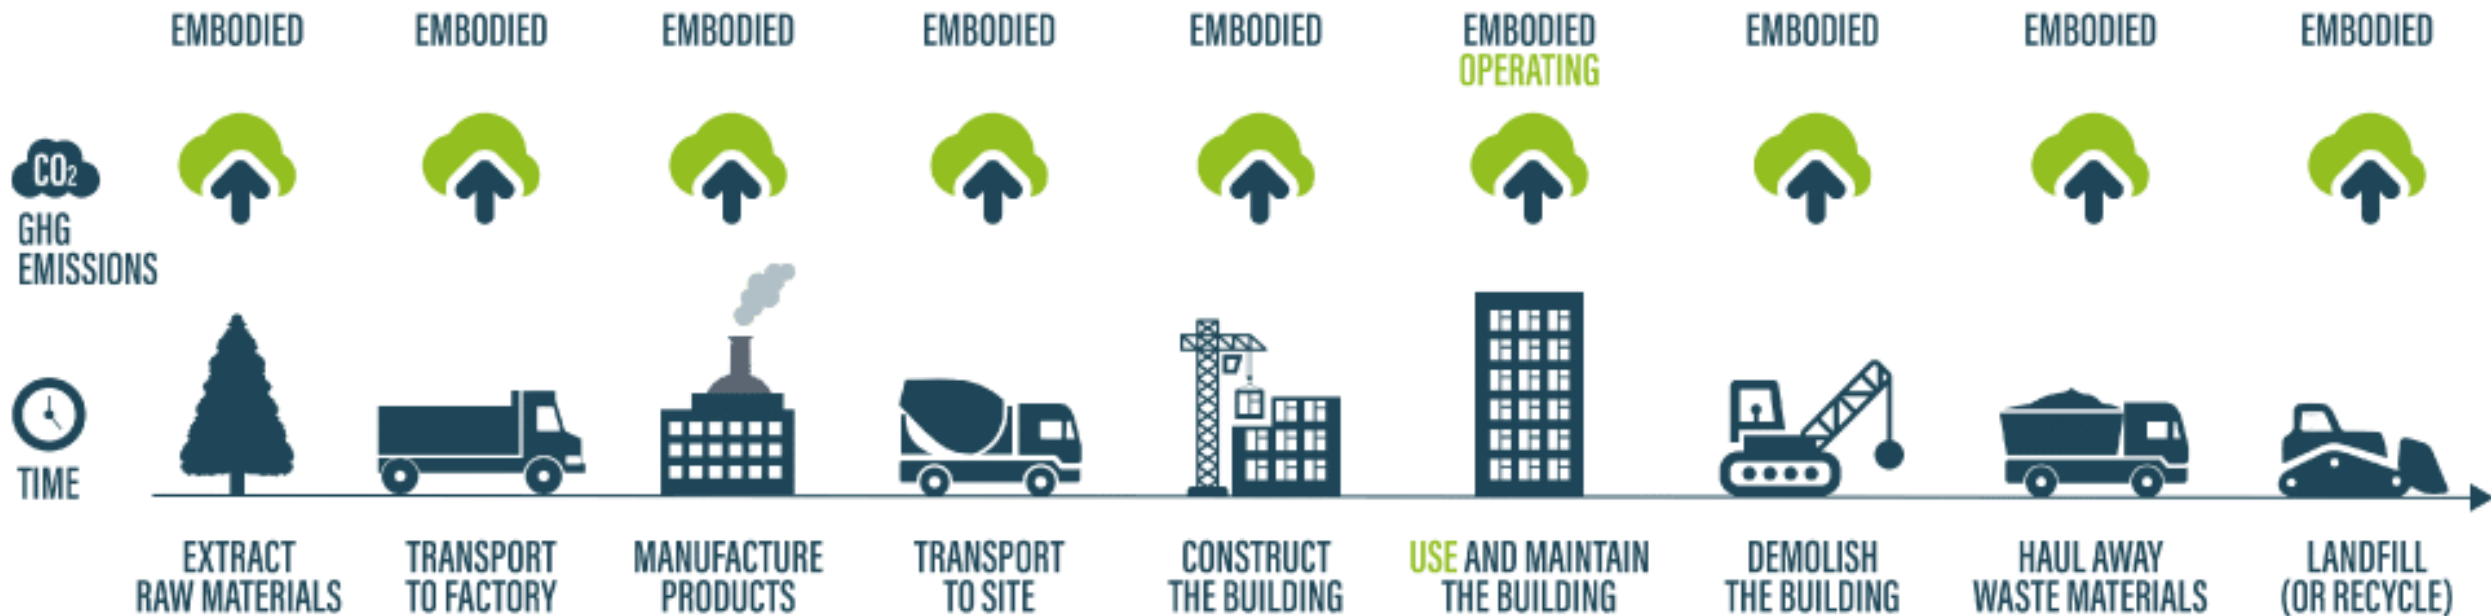 EMBODIED
EMBODIED
EMBODIED
EMBODIED
EMBODIED
EMBODIED
OPERATING
EMBODIED
EMBODIED
EMBODIED
CO₂
GHG
EMISSIONS
TIME
EXTRACT
RAW MATERIALS
TRANSPORT
TO FACTORY
MANUFACTURE
PRODUCTS
TRANSPORT
TO SITE
CONSTRUCT
THE BUILDING
USE AND MAINTAIN
THE BUILDING
DEMOLISH
THE BUILDING
HAUL AWAY
WASTE MATERIALS
LANDFILL
(OR RECYCLE)